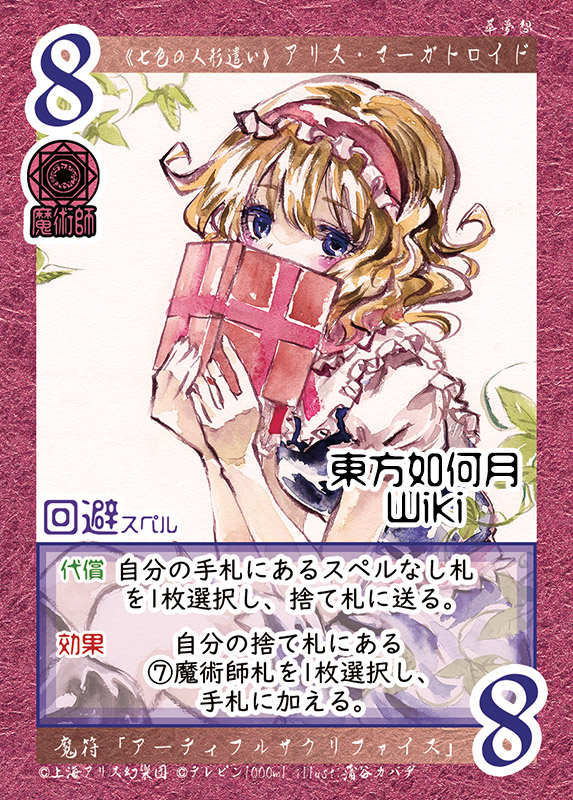 夢想
8
《七色の人形遣い》アリス・マーガトロイド
魔術師
東方如何月
Wiki
回避スペル
代償 自分の手札にあるスペルなし札
を1枚選択し、捨て札に送る。
効果 自分の捨て札にある
⑦魔術師札を1枚選択し、
手札に加える。
8
魔符「アーティフルサクリファイス」
©上海アリス幻樂団 ©テレピン1000ml illust:蒲谷カバヂ